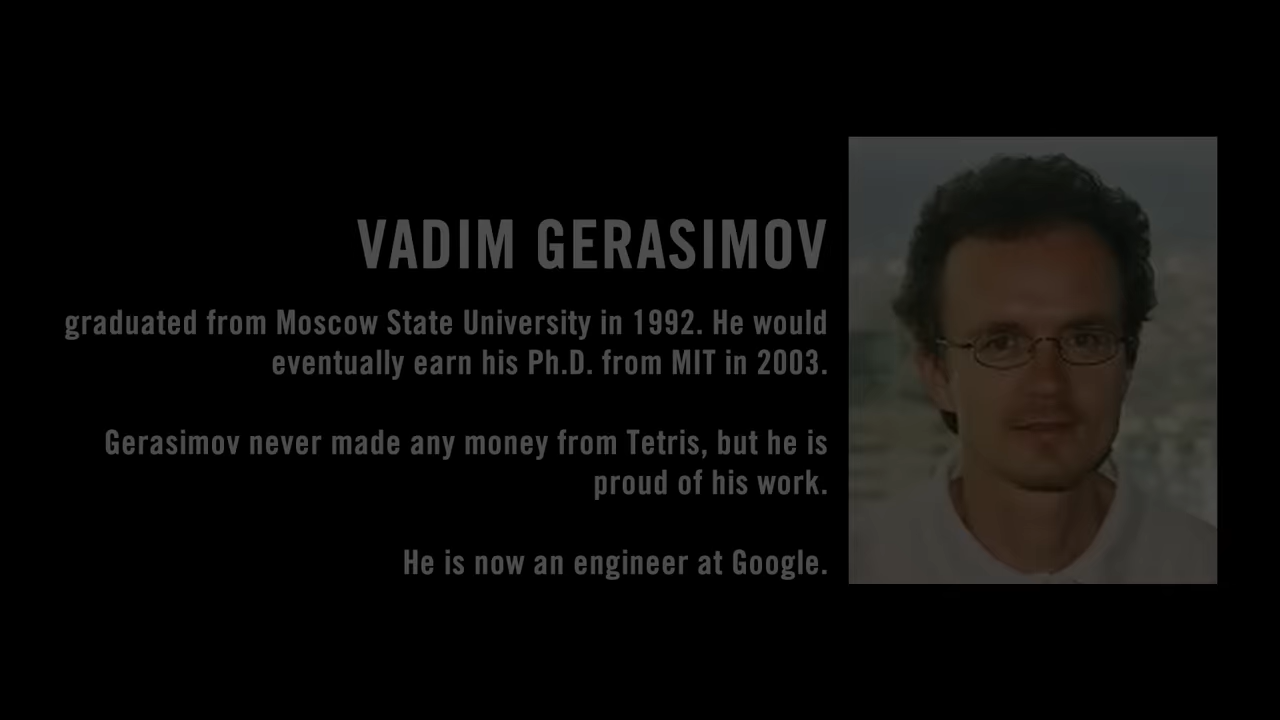 VADIM GERASIMOV
graduated from Moscow State University in 1992. He would
eventually earn his Ph.D. from MIT in 2003.
Gerasimov never made any money from Tetris, but he is
proud of his work.
He is now an engineer at Google.